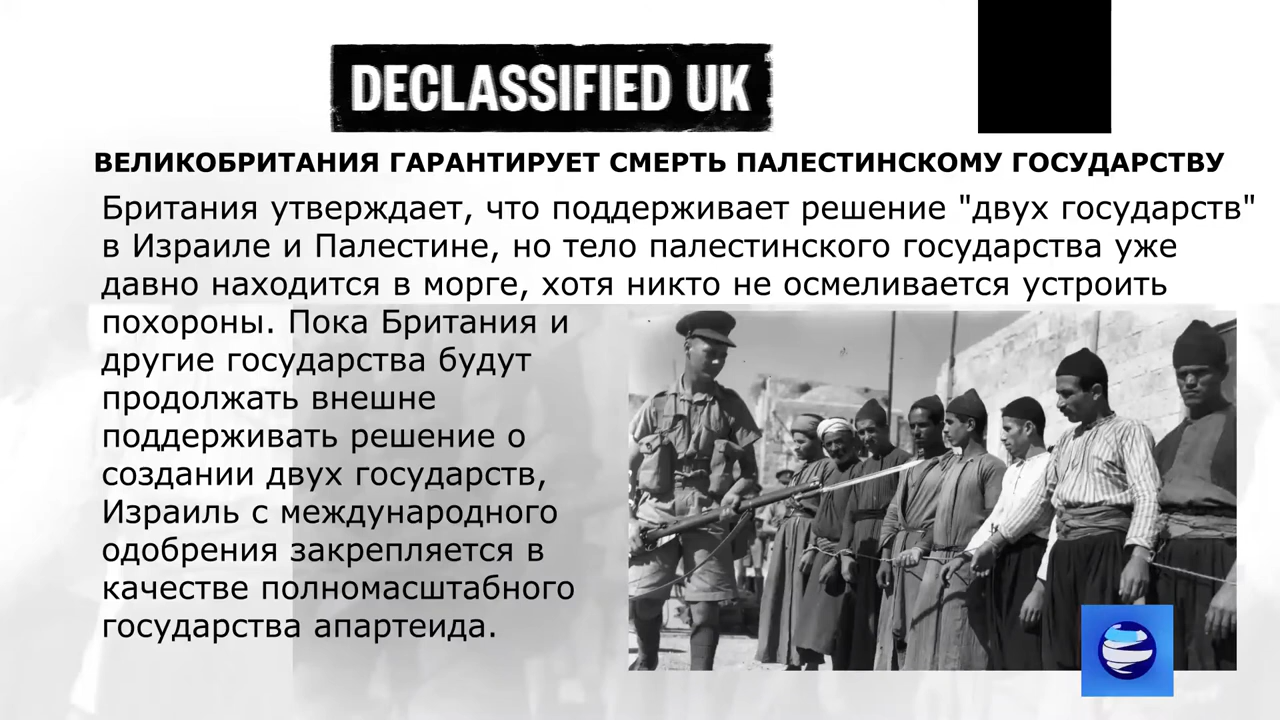 DECLASSIFIED UK
ВЕЛИКОБРИТАНИЯ ГАРАНТИРУЕТ СМЕРТЬ ПАЛЕСТИНСКОМУ ГОСУДАРСТВУ
Британия утверждает, что поддерживает решение "двух государств"
в Израиле и Палестине, но тело палестинского государства уже
давно находится в морге, хотя никто не осмеливается устроить
похороны. Пока Британия и
другие государства будут
продолжать внешне
поддерживать решение о
создании двух государств,
Израиль с международного
одобрения закрепляется в
качестве полномасштабного
государства апартеида.